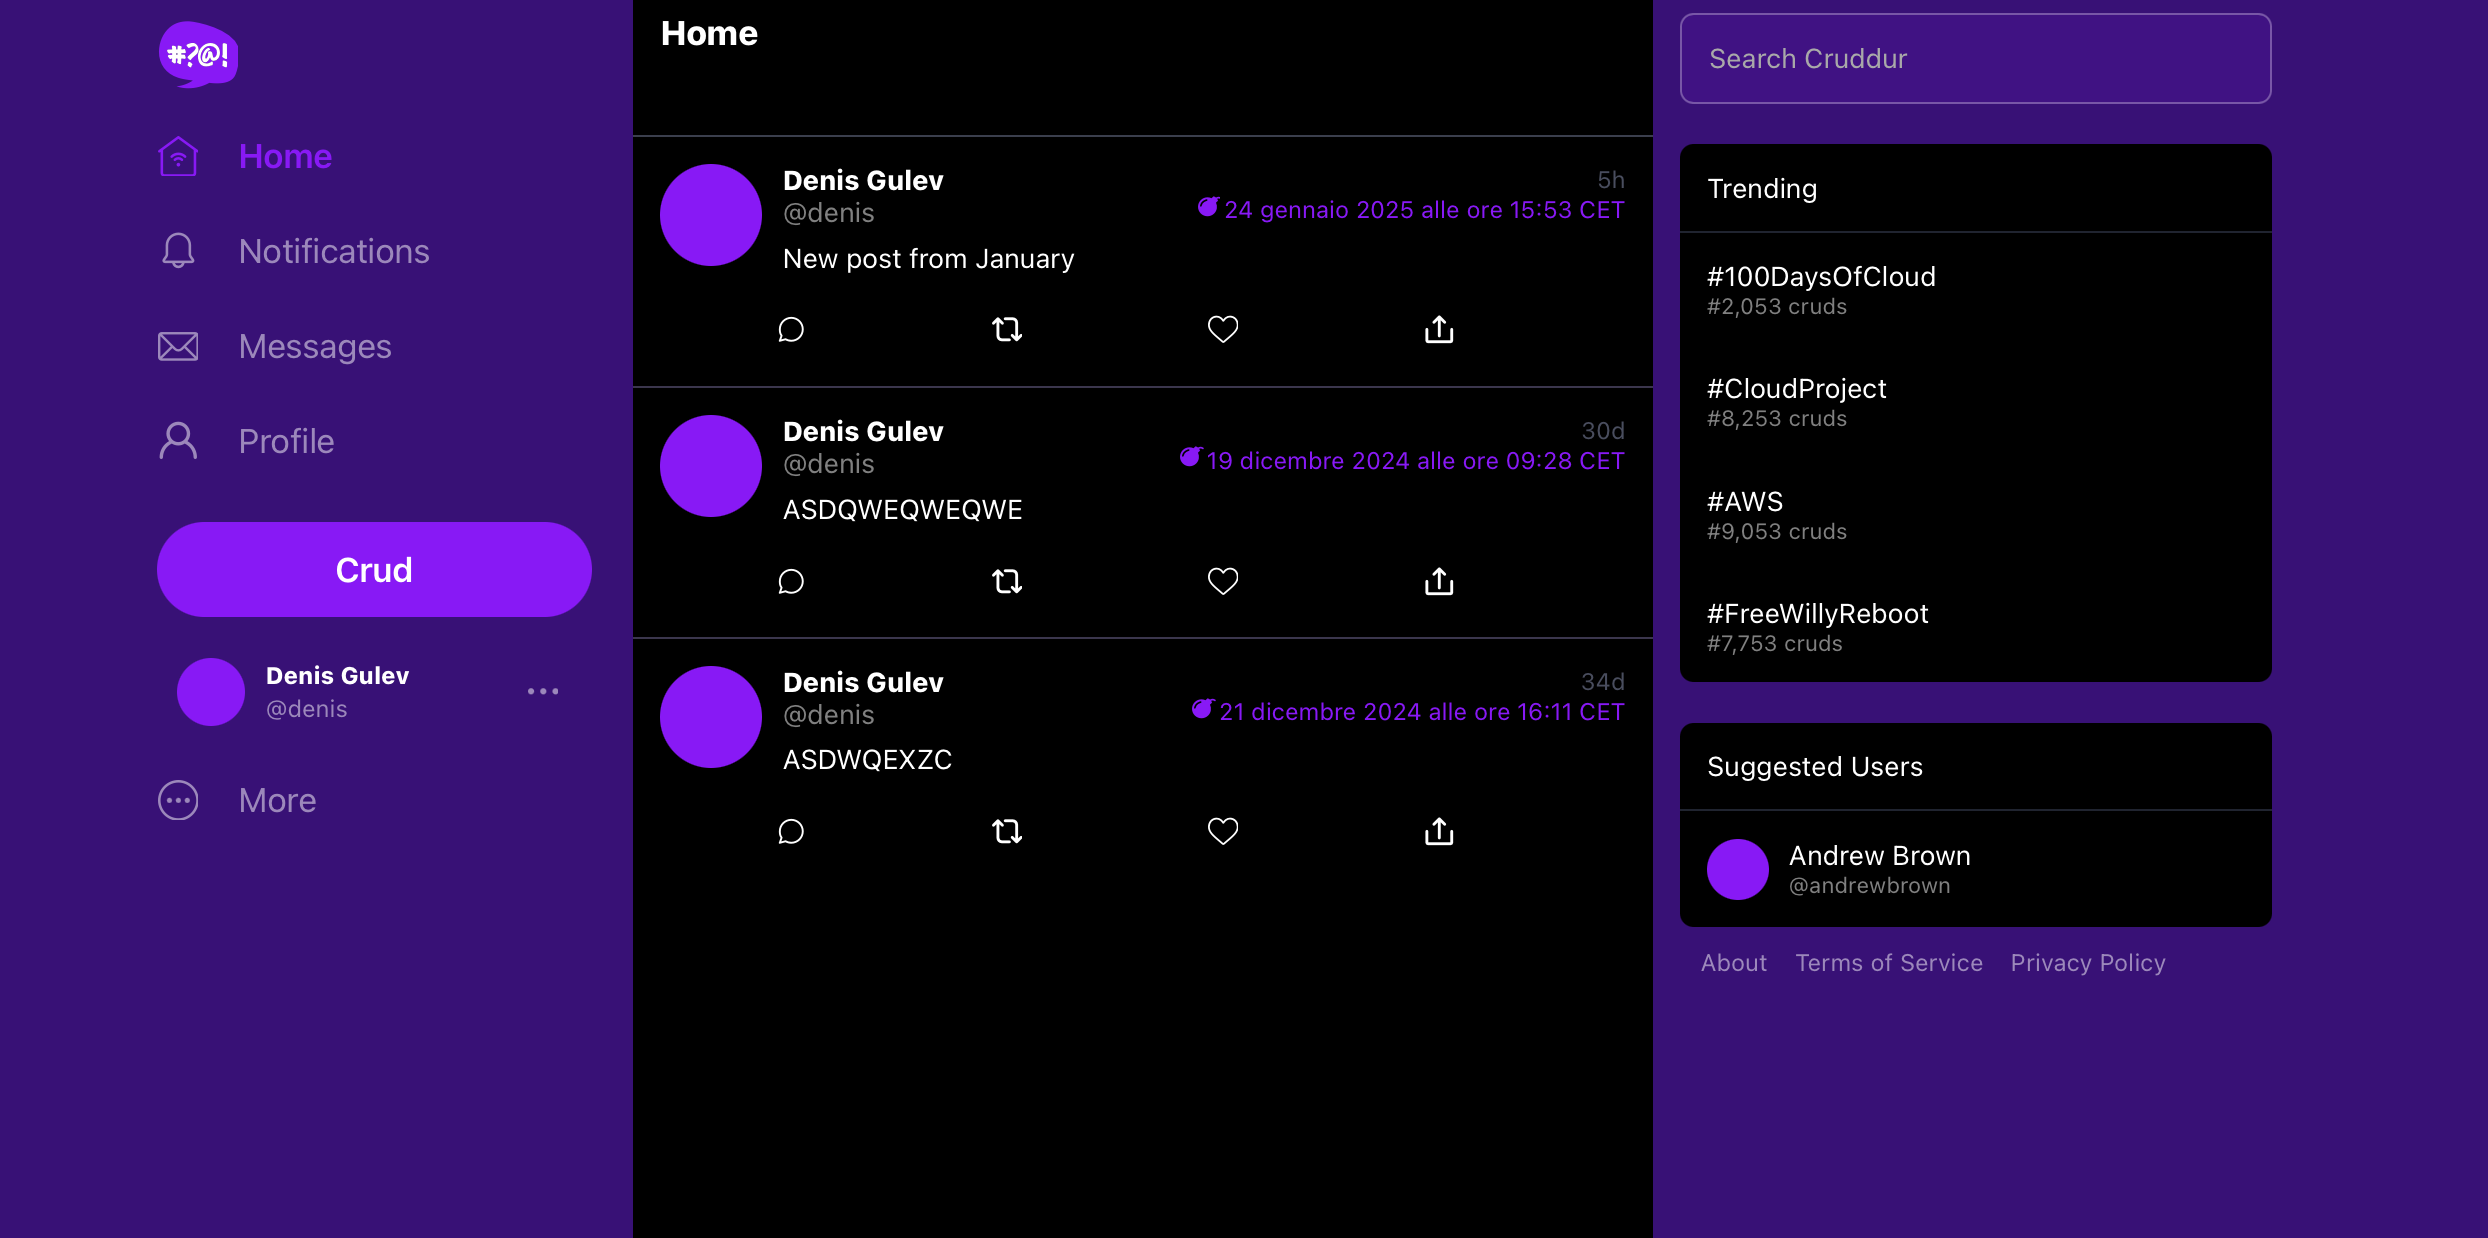 #?@!
Home
Notifications
Messages
Profile
Crud
Denis Gulev
@denis
More
Home
Denis Gulev
5h
@denis
24 gennaio 2025 alle ore 15:53 CET
New post from January
Denis Gulev
30d
@denis
19 dicembre 2024 alle ore 09:28 CET
ASDQWEQWEQWE
Denis Gulev
34d
@denis
21 dicembre 2024 alle ore 16:11 CET
ASDWQEXZC
Search Cruddur
Trending
#100DaysOfCloud
#2,053 cruds
#CloudProject
#8,253 cruds
#AWS
#9,053 cruds
#FreeWillyReboot
#7,753 cruds
Suggested Users
Andrew Brown
@andrewbrown
About Terms of Service Privacy Policy